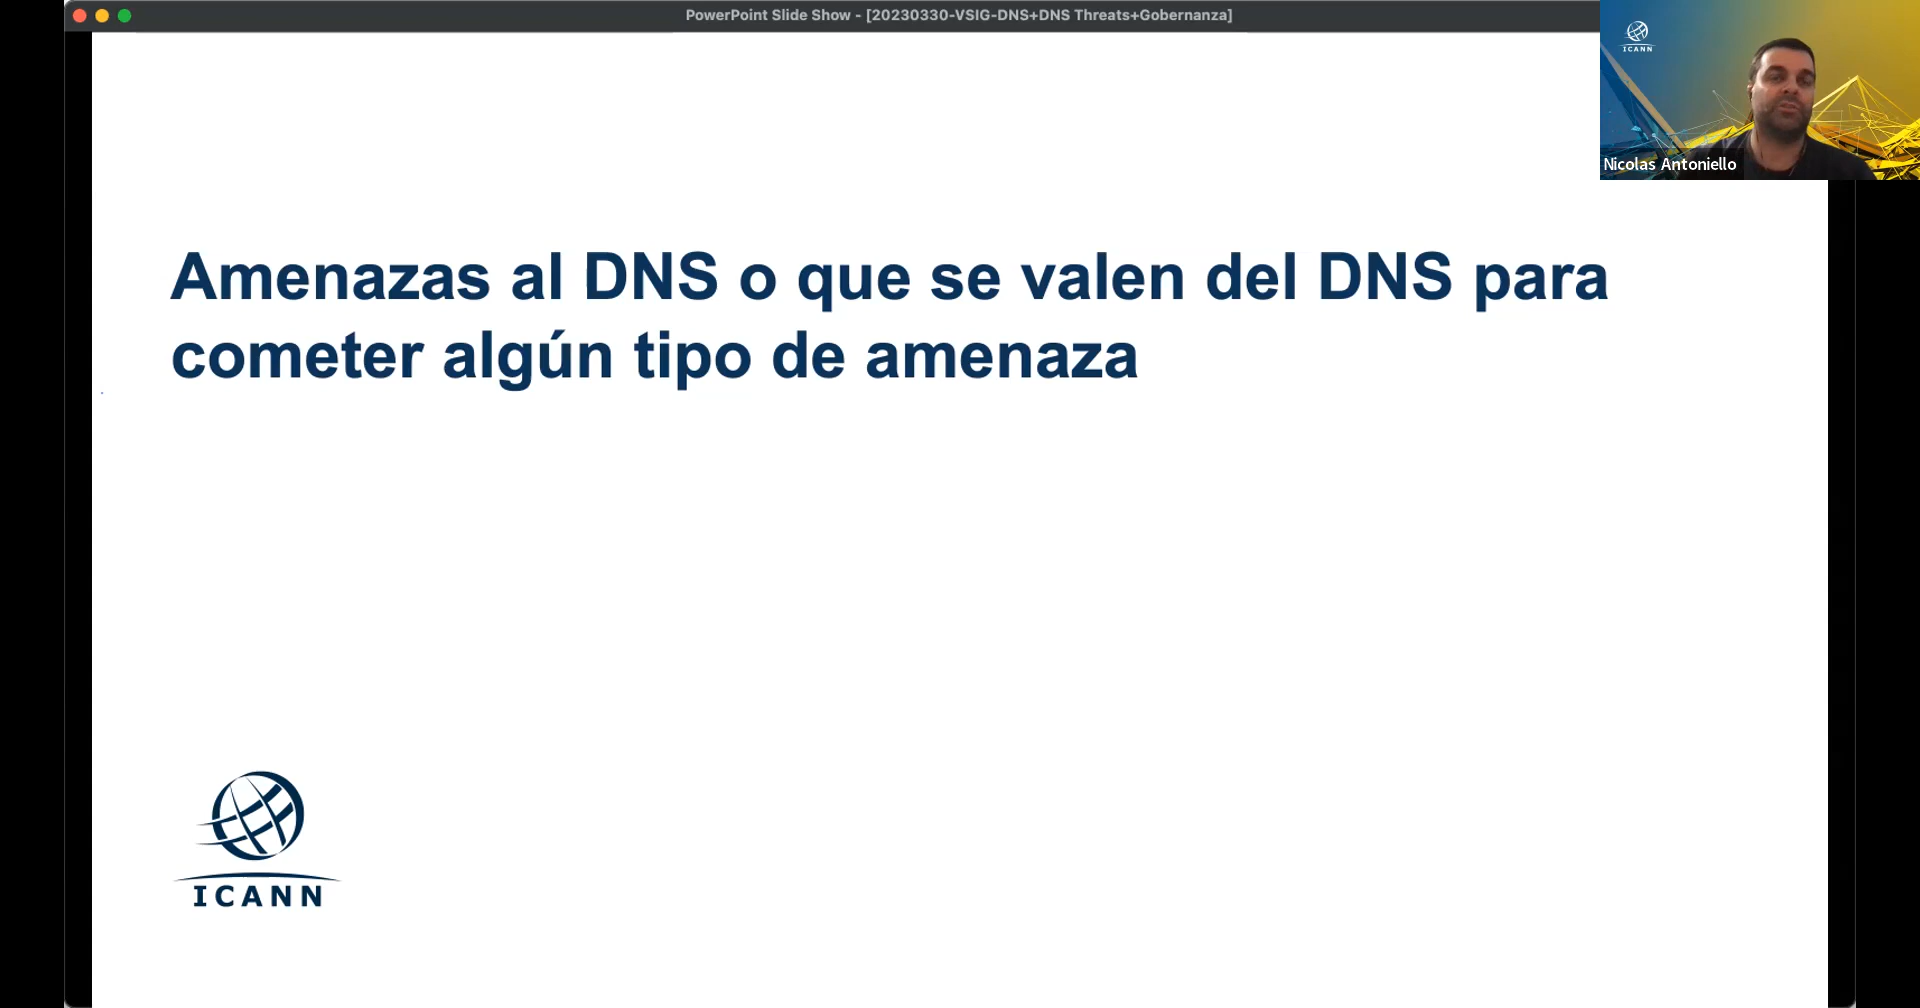 PowerPoint Slide Show - [20230330-VSIG-DNS+DNS Threats+Gobernanza]
ICANN
Nicolas Antoniello
Amenazas al DNS o que se valen del DNS para
cometer algún tipo de amenaza
ICANN